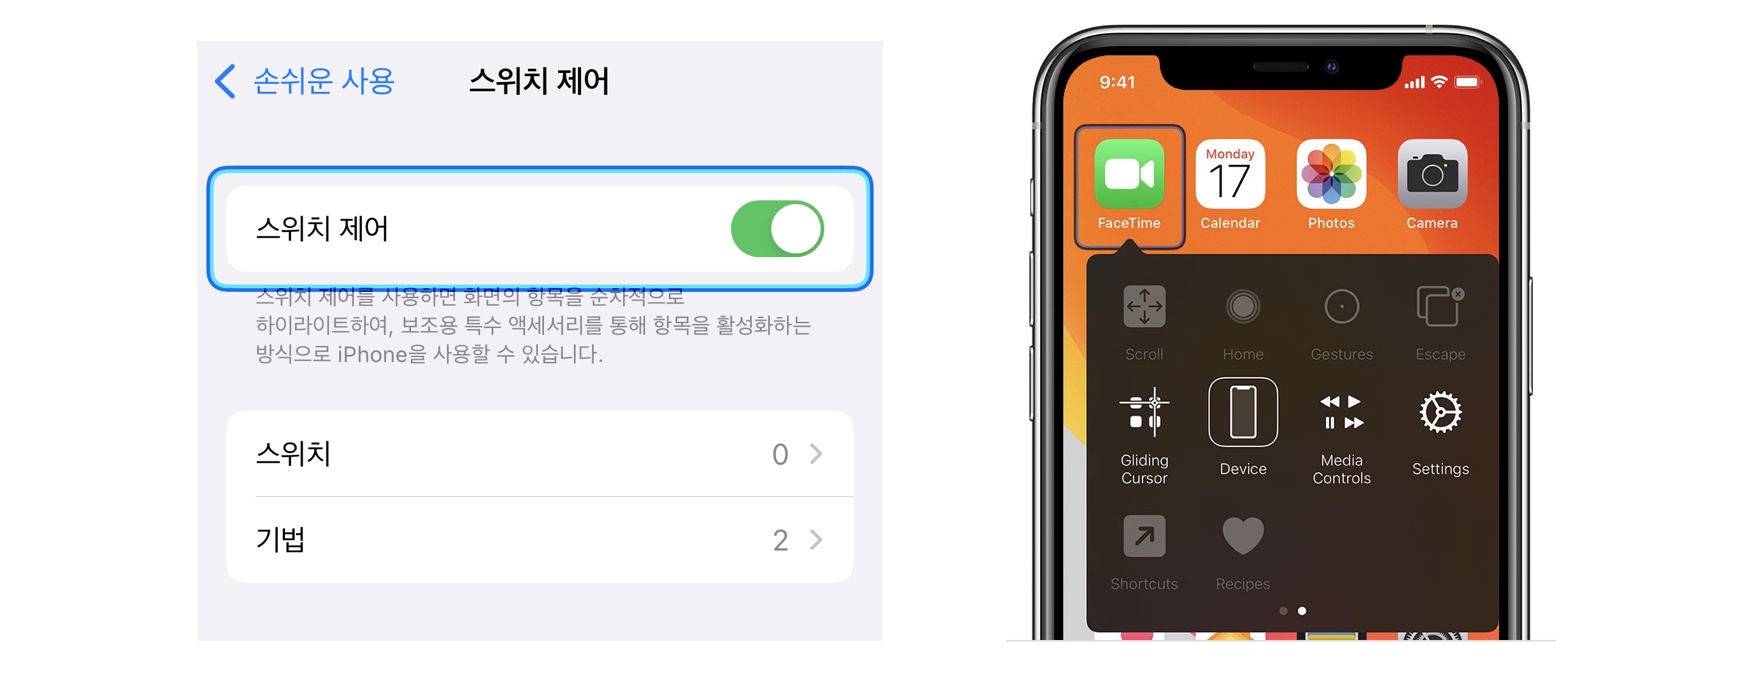 손쉬운 사용
스위치 제어
스위치 제어
스위치 제어를 사용하면 화면의 항목을 순차적으로
하이라이트하여, 보조용 특수 액세서리를 통해 항목을 활성화하는
방식으로 iPhone을 사용할 수 있습니다.
스위치 0
기법 2
9:41
Monday
17
FaceTime Calendar Photos Camera
Scroll Home Gestures Escape
Gliding
Cursor
Device
Media
Controls
Settings
Shortcuts Recipes